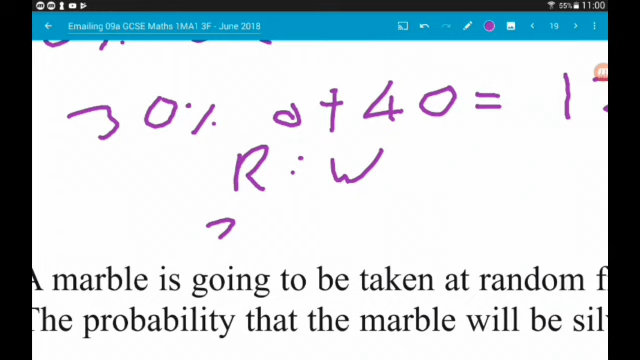 55% 11:00
Emailing 09a GCSE Maths 1MA1 3F - June 2018 19
30% of 40 = 1
R : W
A marble is going to be taken at random f
The probability that the marble will be sil